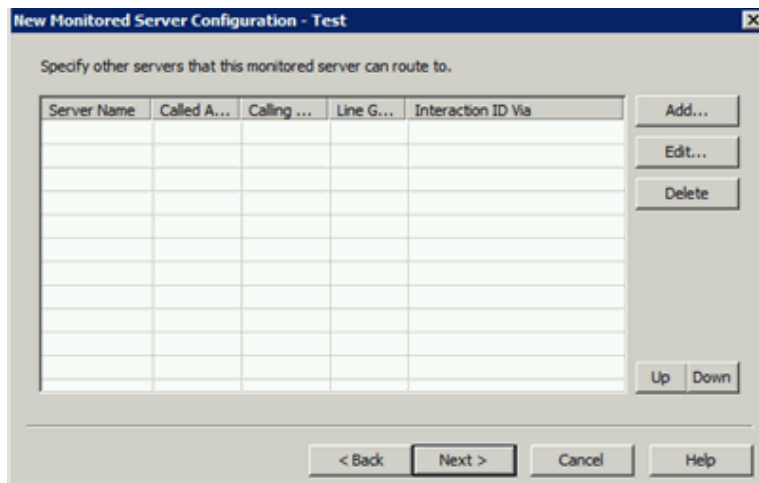 New Monitored Server Configuration - Test
Specify other servers that this monitored server can route to.
Server Name Called A... Calling ... Line G... Interaction ID Via
Add...
Edit...
Delete
Up Down
< Back Next > Cancel Help